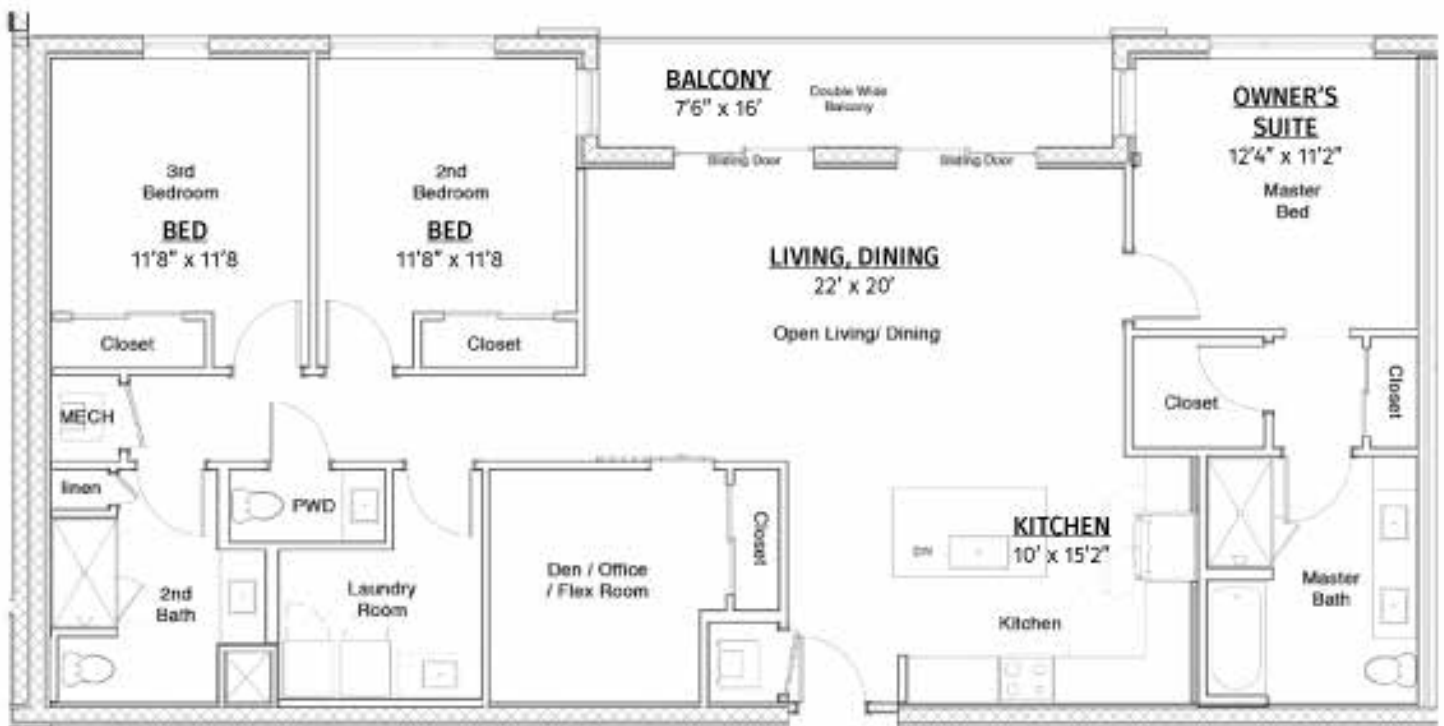 BALCONY
7'6" x 16'
Double Wide
Balcony
OWNER'S
SUITE
12'4" x 11'2"
Master
Bed
3rd
Bedroom
BED
11'8" x 11'8
2nd
Bedroom
BED
11'8" x 11'8
Door
Door
LIVING, DINING
22' x 20'
Open Living/ Dining
Closet
Closet
Closet
Closet
MECH
linen
PWD
Closet
KITCHEN
10' x 15'2"
Den / Office
/ Flex Room
Laundry
Room
2nd
Bath
Master
Bath
Kitchen